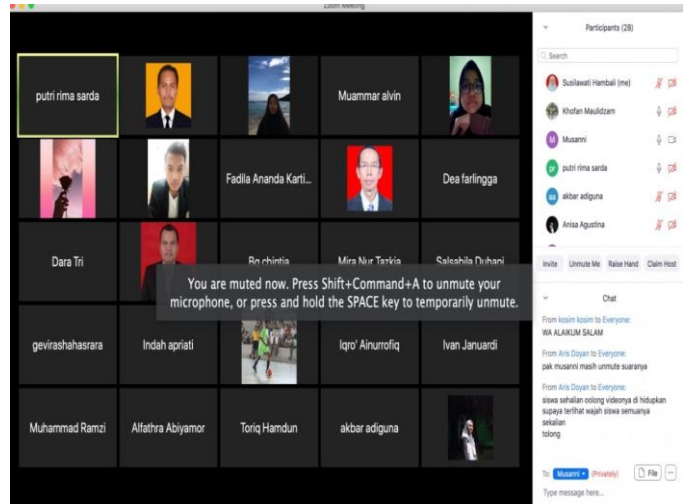 Zoom Meeting
putri rima sarda
Muammar alvin
Fadila Ananda Karti...
Dea farlingga
Dara Tri
Bq chintia
Mira Nur Tazkia
Salsabila Duhani
You are muted now. Press Shift+Command+A to unmute your
microphone, or press and hold the SPACE key to temporarily unmute.
gevirashahasrara
Indah apriati
Iqro' Ainurrofiq
Ivan Januardi
Muhammad Ramzi
Alfathra Abiyamor
Toriq Hamdun
akbar adiguna
Participants (28)
Search
Susilawati Hambali (me)
Khofan Maulidzam
M Musanni
pr putri rima sarda
aa akbar adiguna
Anisa Agustina
Invite Unmute Me Raise Hand Claim Host
Chat
From kosim kosim to Everyone:
WA ALAIKUM SALAM
From Aris Doyan to Everyone:
pak musanni masih unmute suaranya
From Aris Doyan to Everyone:
siswa sehalian oolong videonya di hidupkan
supaya terlihat wajah siswa semuanya
sekalian
tolong
To: Musanni (Privately) File
Type message here...